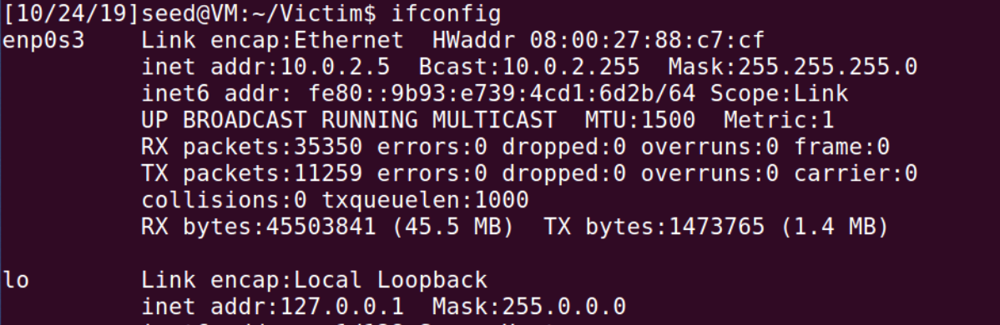 [10/24/19]seed@VM:~/Victim$ ifconfig
enp0s3    Link encap:Ethernet  HWaddr 08:00:27:88:c7:cf
          inet addr:10.0.2.5  Bcast:10.0.2.255  Mask:255.255.255.0
          inet6 addr: fe80::9b93:e739:4cd1:6d2b/64 Scope:Link
          UP BROADCAST RUNNING MULTICAST  MTU:1500  Metric:1
          RX packets:35350 errors:0 dropped:0 overruns:0 frame:0
          TX packets:11259 errors:0 dropped:0 overruns:0 carrier:0
          collisions:0 txqueuelen:1000
          RX bytes:45503841 (45.5 MB)  TX bytes:1473765 (1.4 MB)
lo        Link encap:Local Loopback
          inet addr:127.0.0.1  Mask:255.0.0.0